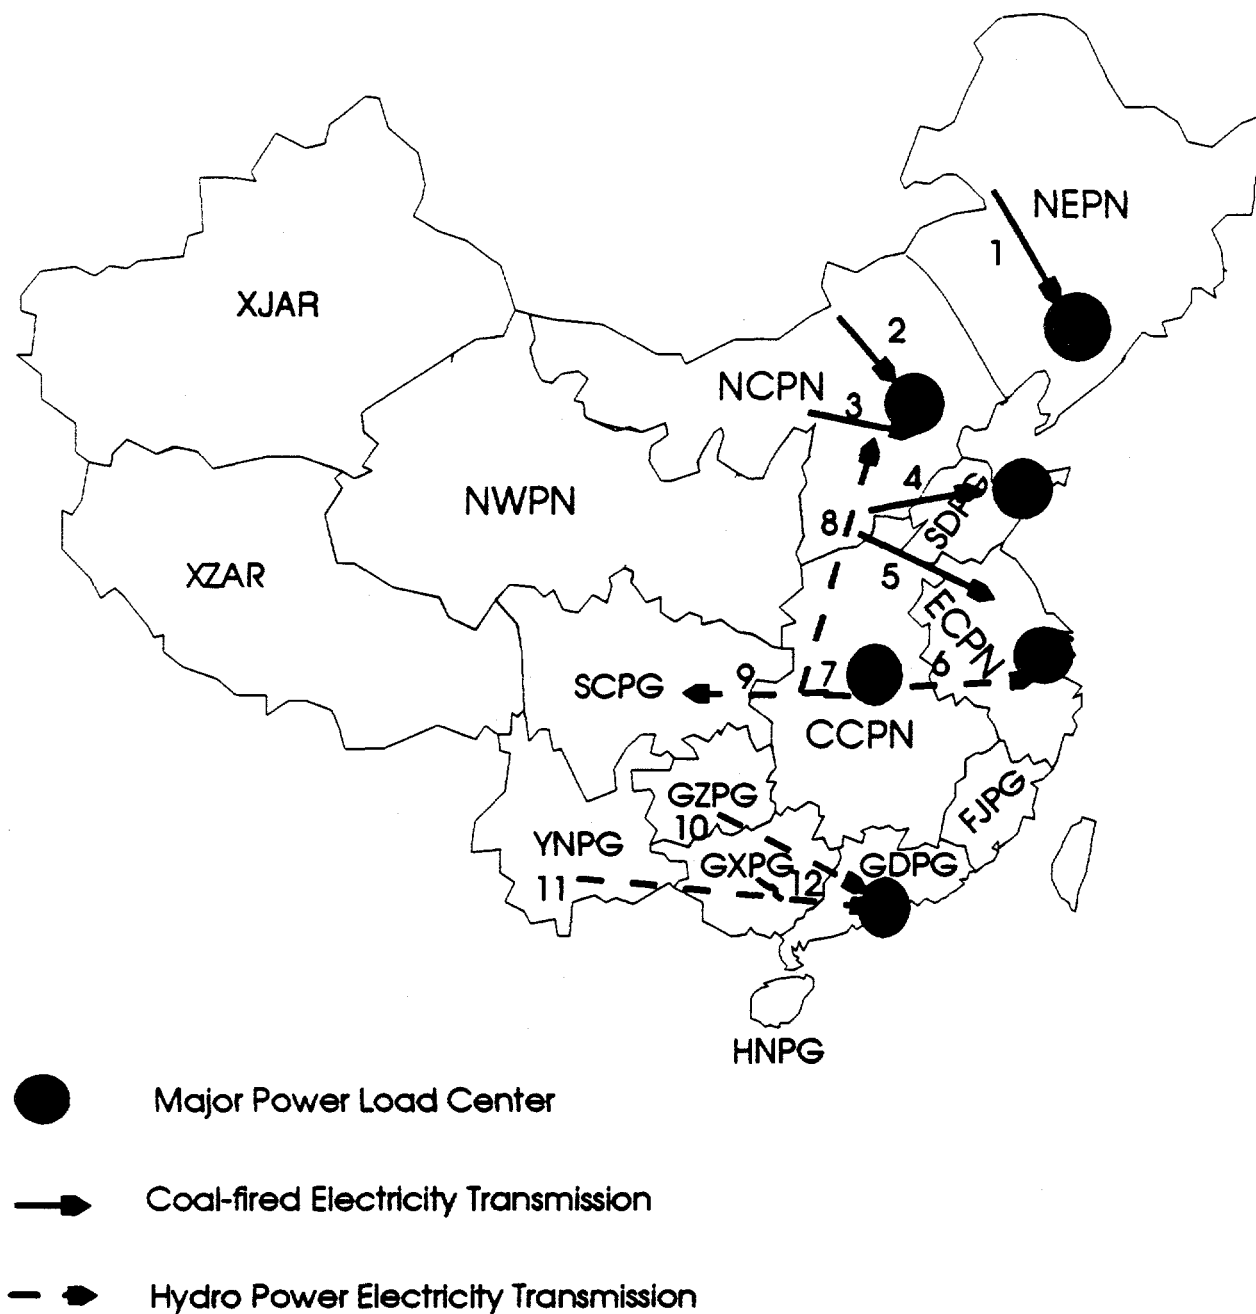 NEPN
1
XJAR
2
NCPN
3
4
NWPN
SDPG
8
5
XZAR
ECPN
9
7
6
SCPG
CCPN
GZPG
10
FJPG
YNPG
GXPG
GDPG
11
12
HNPG
Major Power Load Center
Coal-fired Electricity Transmission
Hydro Power Electricity Transmission